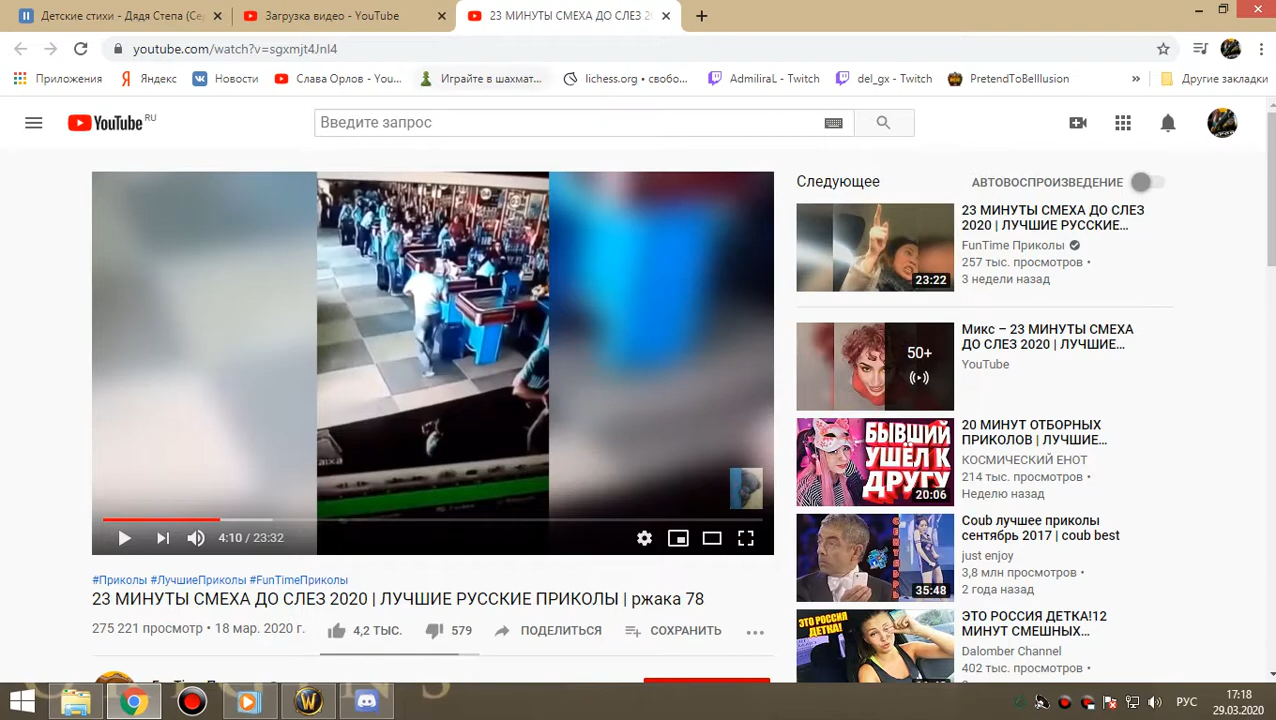 Детские стихи - Дядя Степа (Се
Загрузка видео - YouTube
23 МИНУТЫ СМЕХА ДО СЛЕЗ 20
youtube.com/watch?v=sgxmjt4JnI4
Приложения
Яндекс
Новости
Слава Орлов - You...
Играйте в шахмат...
lichess.org • свобо...
AdmiriraL - Twitch
del_gx - Twitch
PretendToBeIllusion
»
Другие закладки
YouTube RU
Введите запрос
Следующее
АВТОВОСПРОИЗВЕДЕНИЕ
23 МИНУТЫ СМЕХА ДО СЛЕЗ
2020 | ЛУЧШИЕ РУССКИЕ...
FunTime Приколы
257 тыс. просмотров •
3 недели назад
23:22
Микс – 23 МИНУТЫ СМЕХА
ДО СЛЕЗ 2020 | ЛУЧШИЕ...
YouTube
50+
20 МИНУТ ОТБОРНЫХ
ПРИКОЛОВ | ЛУЧШИЕ...
КОСМИЧЕСКИЙ ЕНОТ
214 тыс. просмотров •
Неделю назад
БЫВШИЙ
УШЁЛ К
ДРУГУ
20:06
Coub лучшее приколы
сентябрь 2017 | coub best
just enjoy
3,8 млн просмотров •
2 года назад
35:48
ЭТО РОССИЯ ДЕТКА!12
МИНУТ СМЕШНЫХ...
Dalomber Channel
402 тыс. просмотров •
ЭТО РОССИЯ
ДЕТКА!
4:10 / 23:32
#Приколы #ЛучшиеПриколы #FunTimeПриколы
23 МИНУТЫ СМЕХА ДО СЛЕЗ 2020 | ЛУЧШИЕ РУССКИЕ ПРИКОЛЫ | ржака 78
275 221 просмотр • 18 мар. 2020 г.
4,2 ТЫС.
579
ПОДЕЛИТЬСЯ
СОХРАНИТЬ
РУС
17:18
29.03.2020